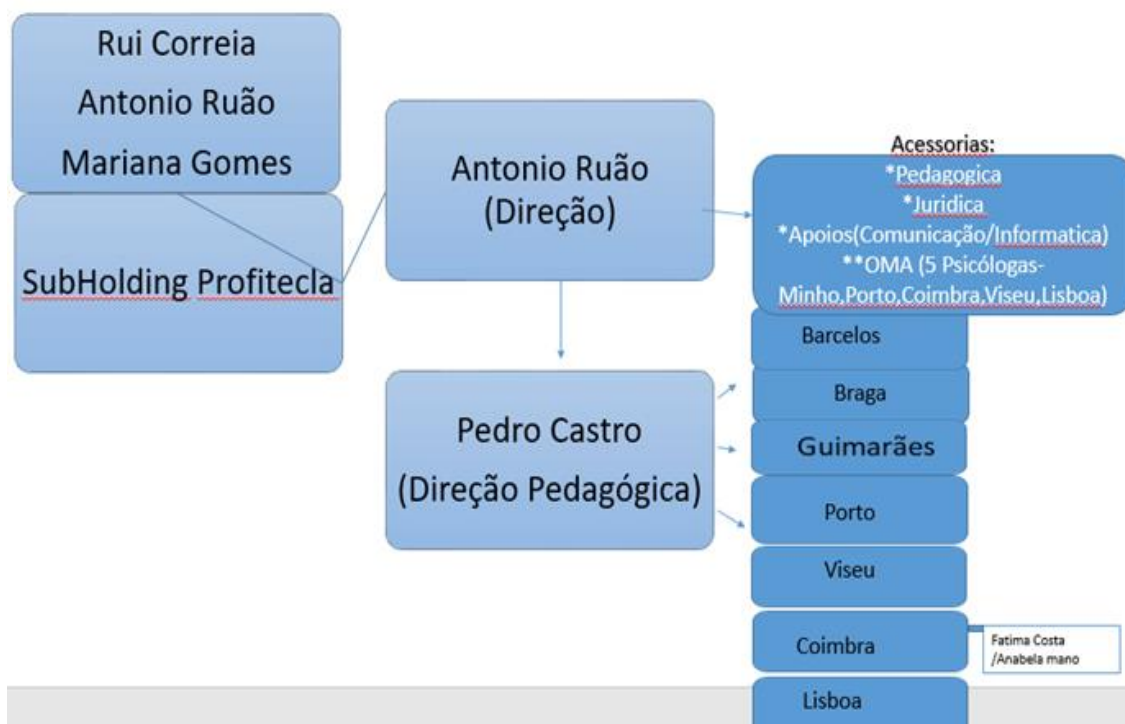 Rui Correia
Antonio Ruão
Mariana Gomes
SubHolding Profitecla
Antonio Ruão
(Direção)
Pedro Castro
(Direção Pedagógica)
Acessorias:
*Pedagogica
*Juridica
*Apoios(Comunicação/Informatica)
**OMA (5 Psicólogas-
Minho,Porto,Coimbra,Viseu,Lisboa)
Barcelos
Braga
Guimarães
Porto
Viseu
Coimbra
Fatima Costa
/Anabela mano
Lisboa